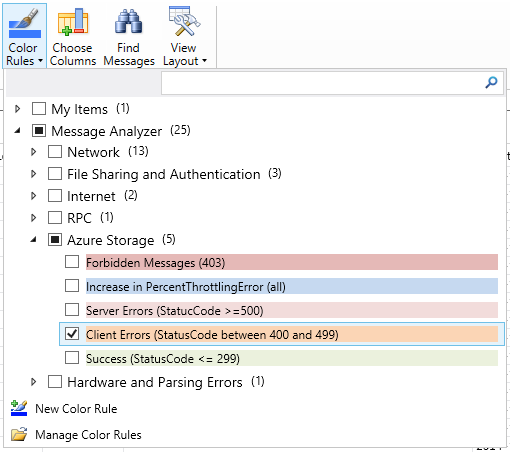 Color Rules
Choose Columns
Find Messages
View Layout
My Items (1)
Message Analyzer (25)
Network (13)
File Sharing and Authentication (3)
Internet (2)
RPC (1)
Azure Storage (5)
Forbidden Messages (403)
Increase in PercentThrottlingError (all)
Server Errors (StatucCode >=500)
Client Errors (StatusCode between 400 and 499)
Success (StatusCode <= 299)
Hardware and Parsing Errors (1)
New Color Rule
Manage Color Rules